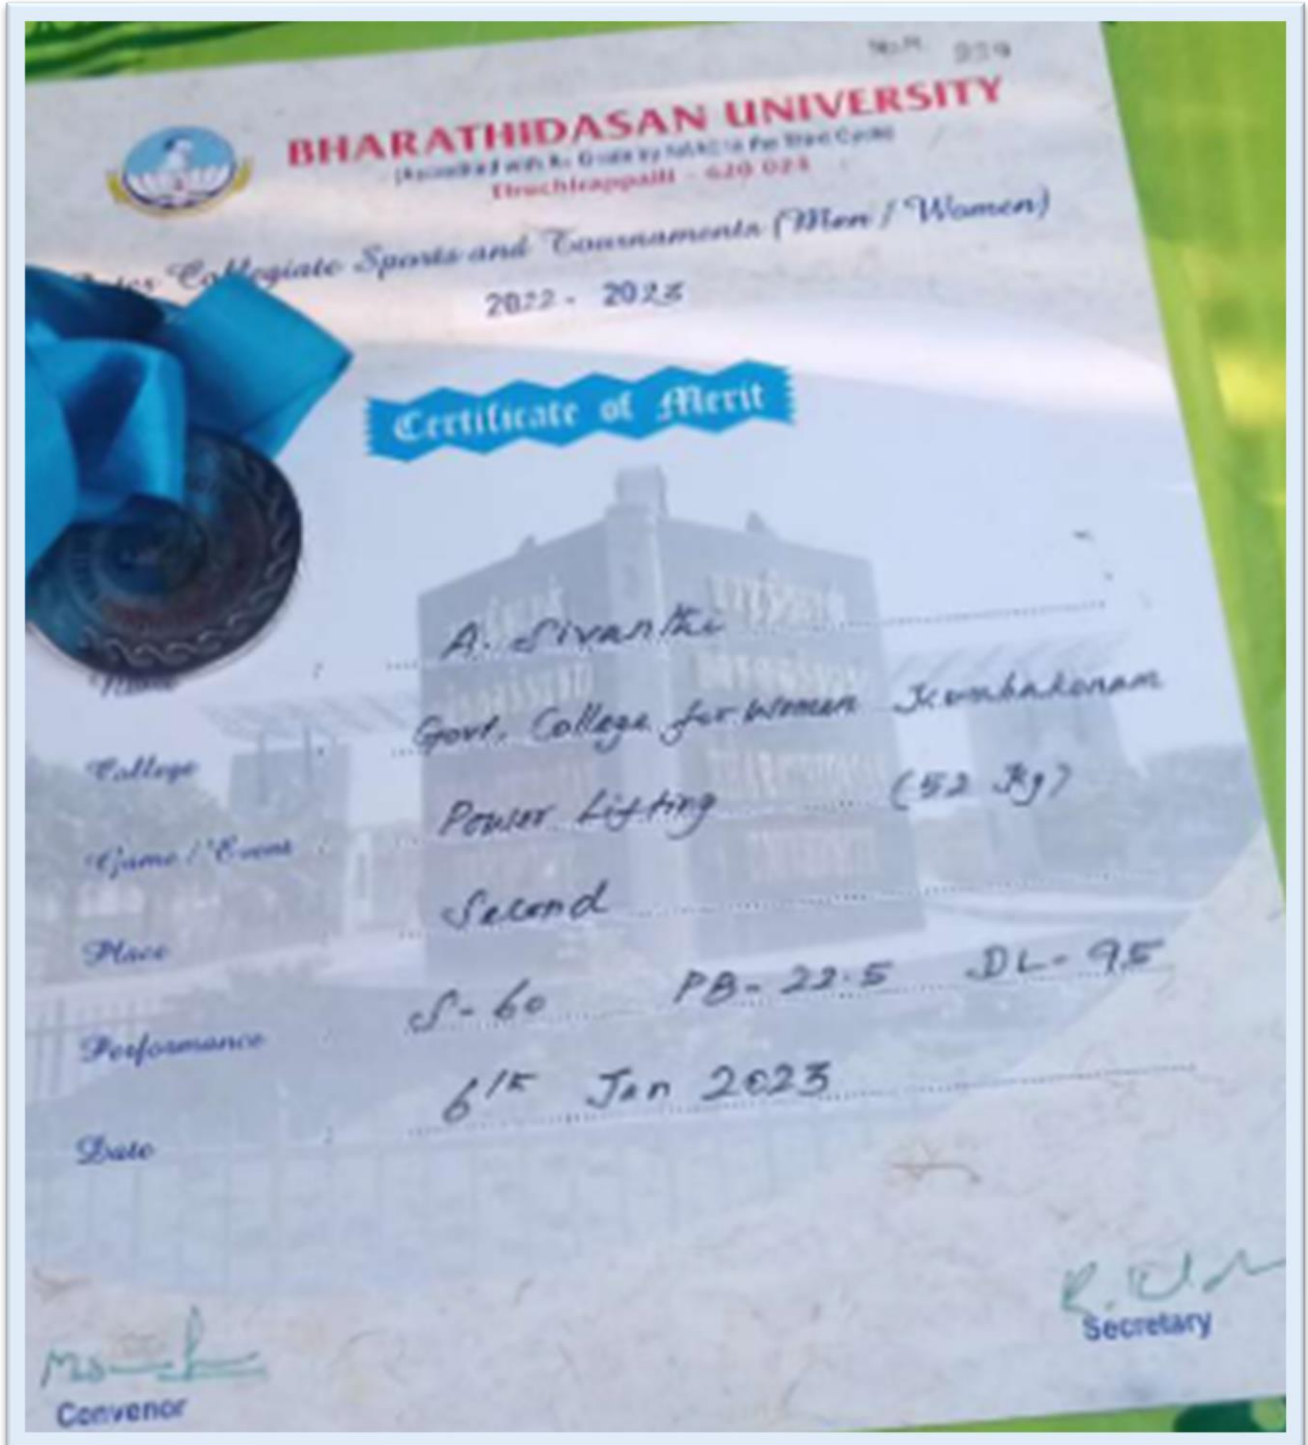 BHARATHIDASAN UNIVERSITY
Tiruchirappalli - 620 024
Collegiate Sports and Tournaments (Men / Women)
2022 - 2023
Certificate of Merit
Name : A. Sivanthi
College : Govt. College for Women Kumbakonam
Game / Event : Power Lifting (52 Kg)
Place Second
Performance : S- 60 PB- 22.5 DL- 95
Date : 6th Jan 2023
Secretary
Convenor